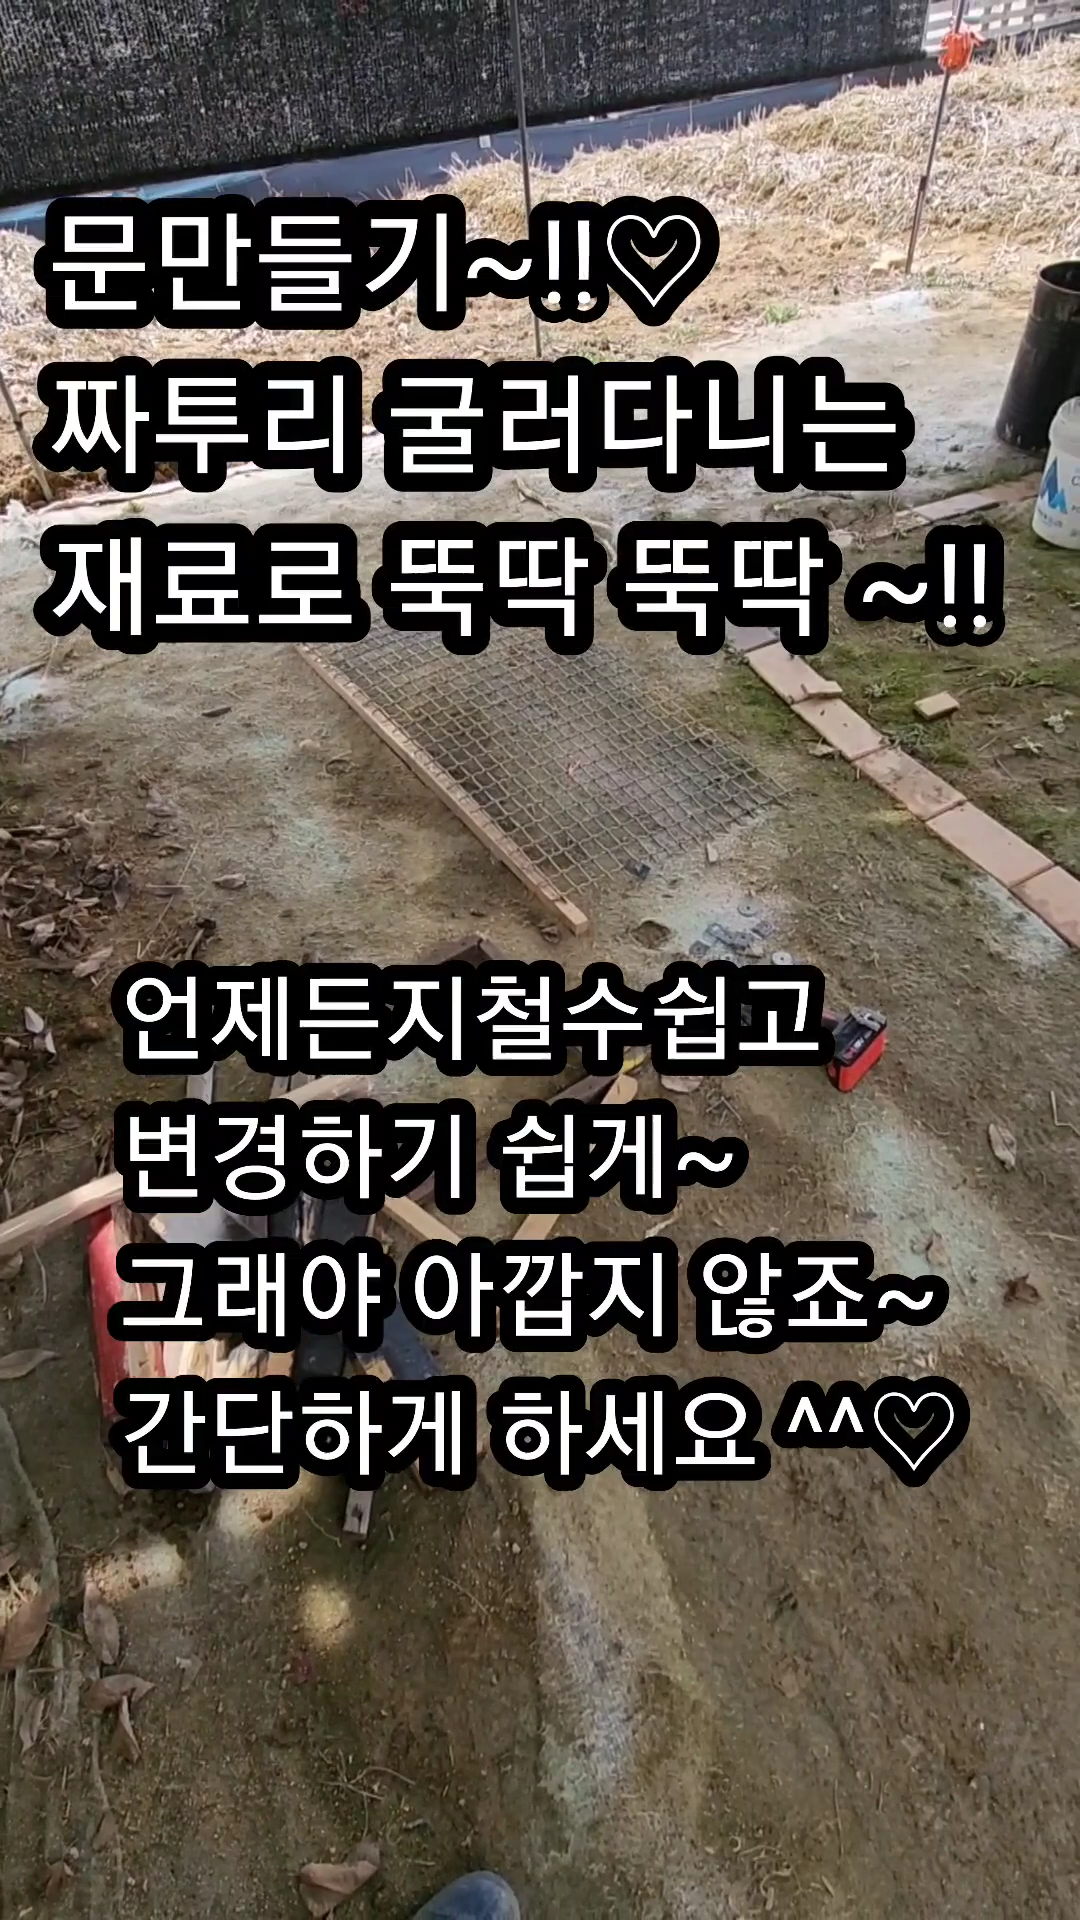 문만들기~!!♡
짜투리 굴러다니는
재료로 뚝딱 뚝딱 ~!!
언제든지철수쉽고
변경하기 쉽게~
그래야 아깝지 않죠~
간단하게 하세요 ^^♡